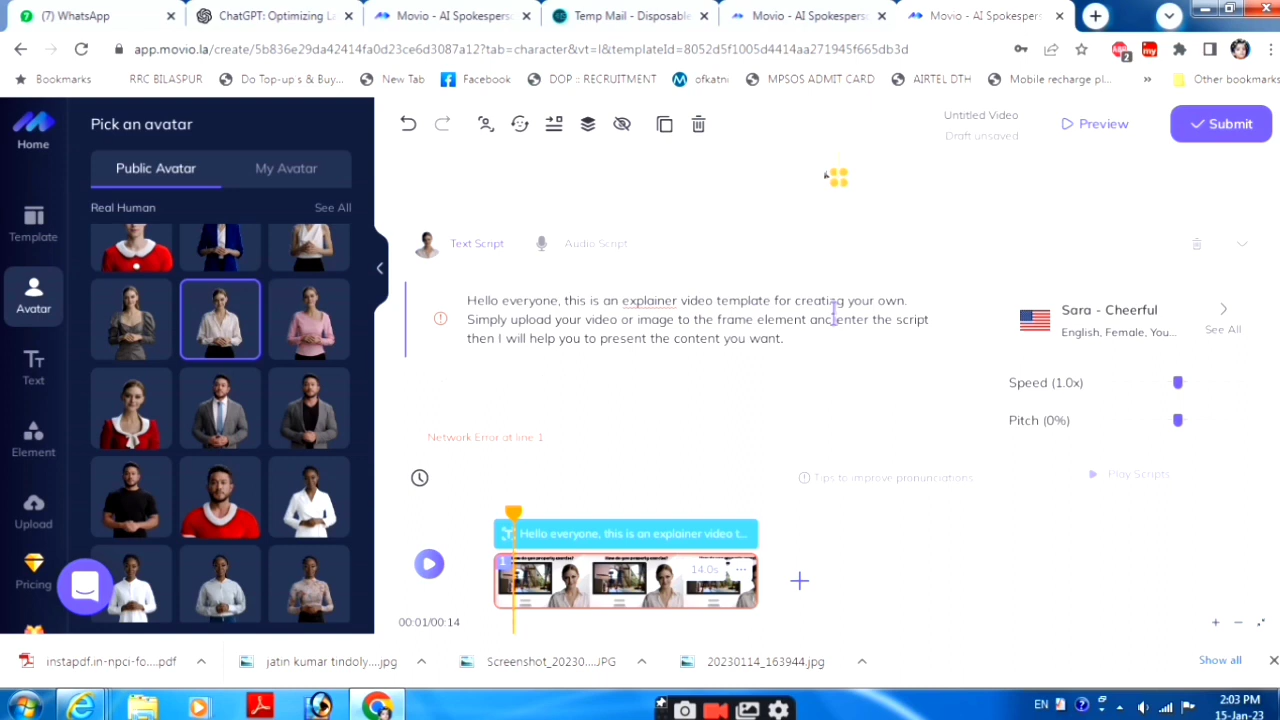 (7) WhatsApp
ChatGPT: Optimizing La
Movio - AI Spokespers
Temp Mail - Disposable
Movio - AI Spokespers
Movio - AI Spokespers
app.movio.la/create/5b836e29da42414fa0d23ce6d3087a12?tab=character&vt=l&templateId=8052d5f1005d4414aa271945f665db3d
ABP
2
my
Bookmarks
RRC BILASPUR
Do Top-up s & Buy...
New Tab
Facebook
DOP :: RECRUITMENT
ofkatni
MPSOS ADMIT CARD
AIRTEL DTH
Mobile recharge pl...
»
Other bookmarks
Home
Pick an avatar
Untitled Video
Draft unsaved
Preview
Submit
Public Avatar
My Avatar
Real Human
See All
Template
Avatar
Text
Element
Upload
Pricing
Text Script
Audio Script
Hello everyone, this is an explainer video template for creating your own.
Simply upload your video or image to the frame element and enter the script
then I will help you to present the content you want.
Sara - Cheerful
English, Female, You...
See All
Speed (1.0x)
Pitch (0%)
Network Error at line 1
Tips to improve pronunciations
Play Scripts
Hello everyone, this is an explainer video t...
1
14.0s
00:01/00:14
instapdf.in-npci-fo....pdf
jatin kumar tindoly....jpg
Screenshot_20230....JPG
20230114_163944.jpg
Show all
EN
2:03 PM
15-Jan-23